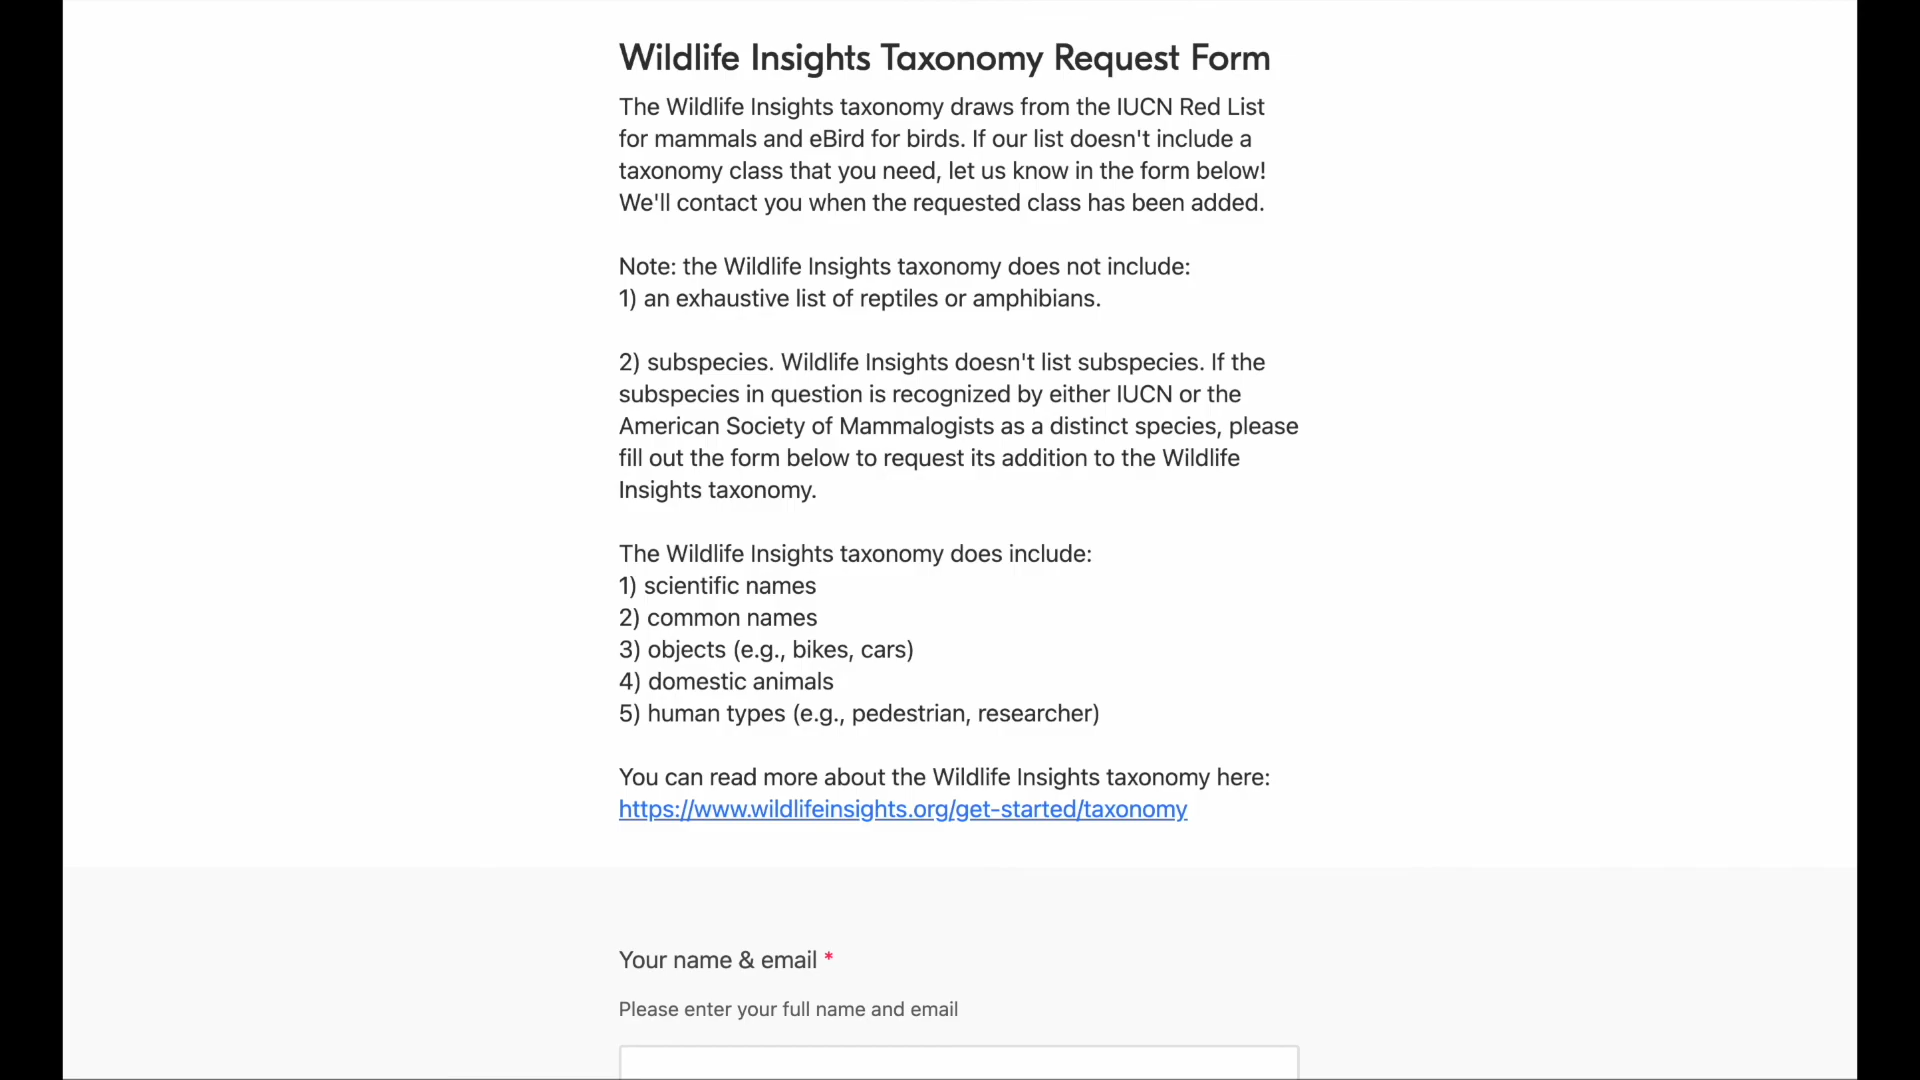 Wildlife Insights Taxonomy Request Form
The Wildlife Insights taxonomy draws from the IUCN Red List
for mammals and eBird for birds. If our list doesn't include a
taxonomy class that you need, let us know in the form below!
We'll contact you when the requested class has been added.
Note: the Wildlife Insights taxonomy does not include:
1) an exhaustive list of reptiles or amphibians.
2) subspecies. Wildlife Insights doesn't list subspecies. If the
subspecies in question is recognized by either IUCN or the
American Society of Mammalogists as a distinct species, please
fill out the form below to request its addition to the Wildlife
Insights taxonomy.
The Wildlife Insights taxonomy does include:
1) scientific names
2) common names
3) objects (e.g., bikes, cars)
4) domestic animals
5) human types (e.g., pedestrian, researcher)
You can read more about the Wildlife Insights taxonomy here:
https://www.wildlifeinsights.org/get-started/taxonomy
Your name & email *
Please enter your full name and email